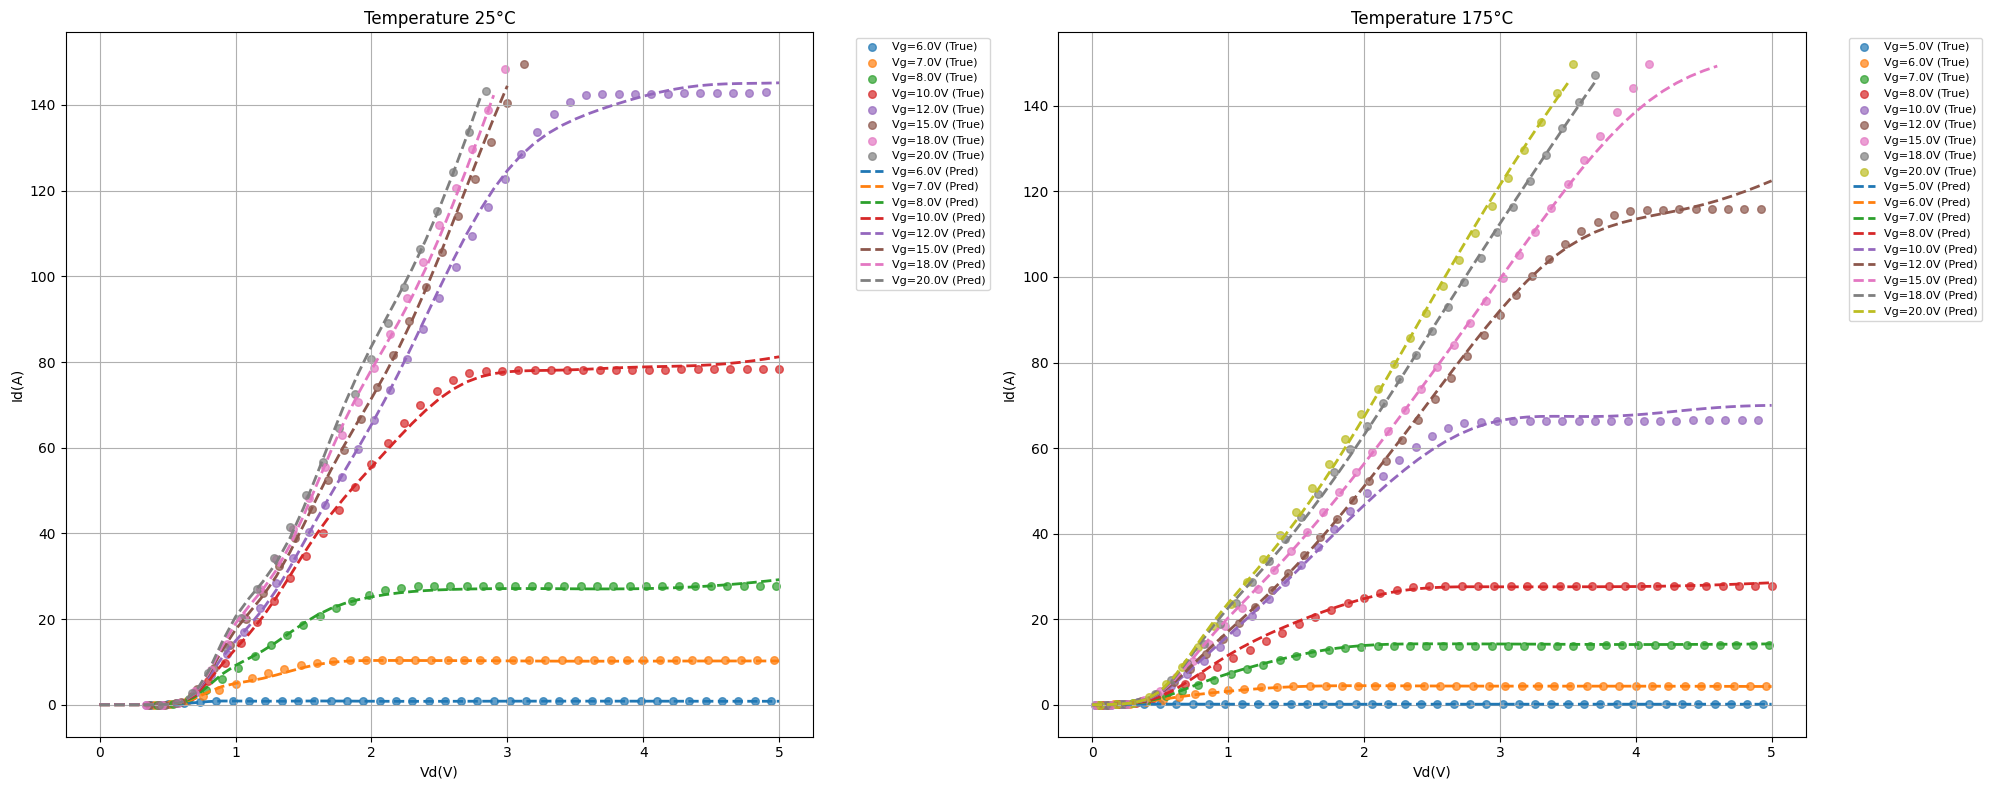 Temperature 25°C
Id(A)
140
120
100
80
60
40
20
0
0 1 2 3 4 5
Vd(V)
Vg=6.0V (True)
Vg=7.0V (True)
Vg=8.0V (True)
Vg=10.0V (True)
Vg=12.0V (True)
Vg=15.0V (True)
Vg=18.0V (True)
Vg=20.0V (True)
Vg=6.0V (Pred)
Vg=7.0V (Pred)
Vg=8.0V (Pred)
Vg=10.0V (Pred)
Vg=12.0V (Pred)
Vg=15.0V (Pred)
Vg=18.0V (Pred)
Vg=20.0V (Pred)
Temperature 175°C
Id(A)
140
120
100
80
60
40
20
0
0 1 2 3 4 5
Vd(V)
Vg=5.0V (True)
Vg=6.0V (True)
Vg=7.0V (True)
Vg=8.0V (True)
Vg=10.0V (True)
Vg=12.0V (True)
Vg=15.0V (True)
Vg=18.0V (True)
Vg=20.0V (True)
Vg=5.0V (Pred)
Vg=6.0V (Pred)
Vg=7.0V (Pred)
Vg=8.0V (Pred)
Vg=10.0V (Pred)
Vg=12.0V (Pred)
Vg=15.0V (Pred)
Vg=18.0V (Pred)
Vg=20.0V (Pred)